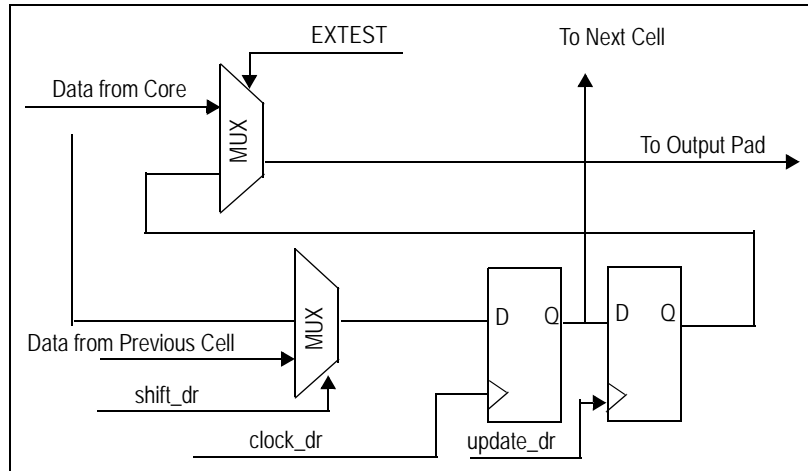 EXTEST
To Next Cell
Data from Core
MUX
To Output Pad
MUX
D Q
D Q
Data from Previous Cell
shift_dr
clock_dr
update_dr